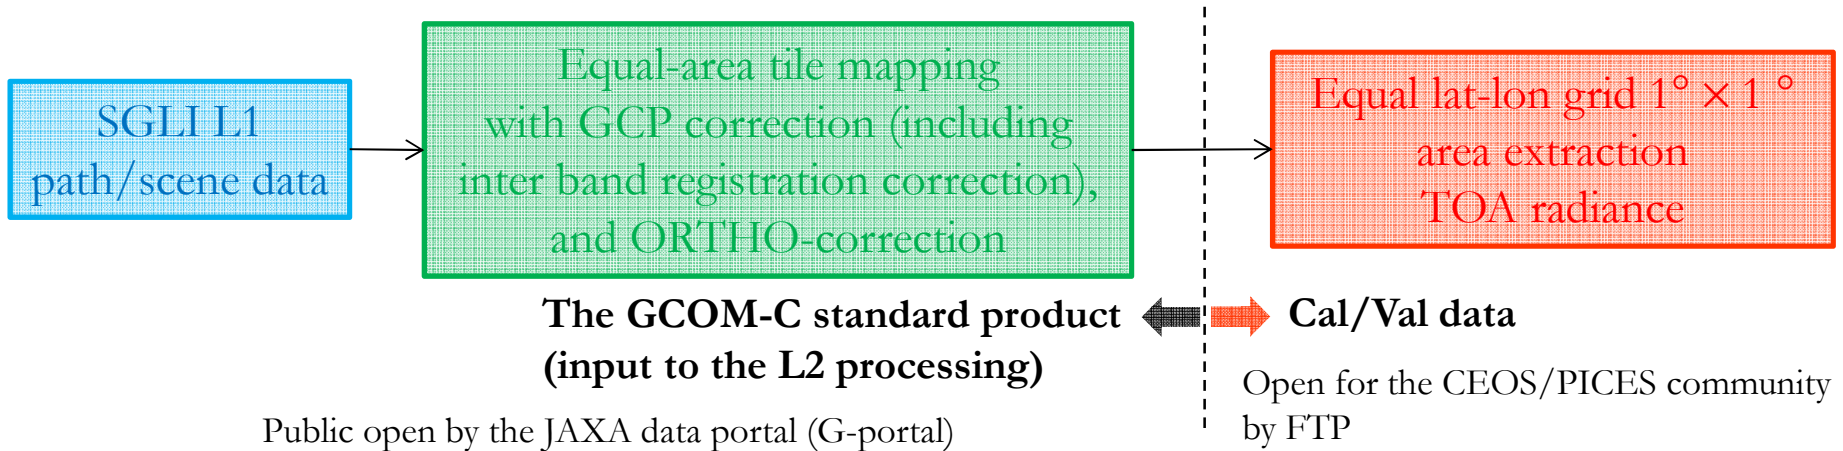 SGLI L1
path/scene data
Equal-area tile mapping
with GCP correction (including
inter band registration correction),
and ORTHO-correction
Equal lat-lon grid 1° × 1 °
area extraction
TOA radiance
The GCOM-C standard product
(input to the L2 processing)
Public open by the JAXA data portal (G-portal)
Cal/Val data
Open for the CEOS/PICES community
by FTP